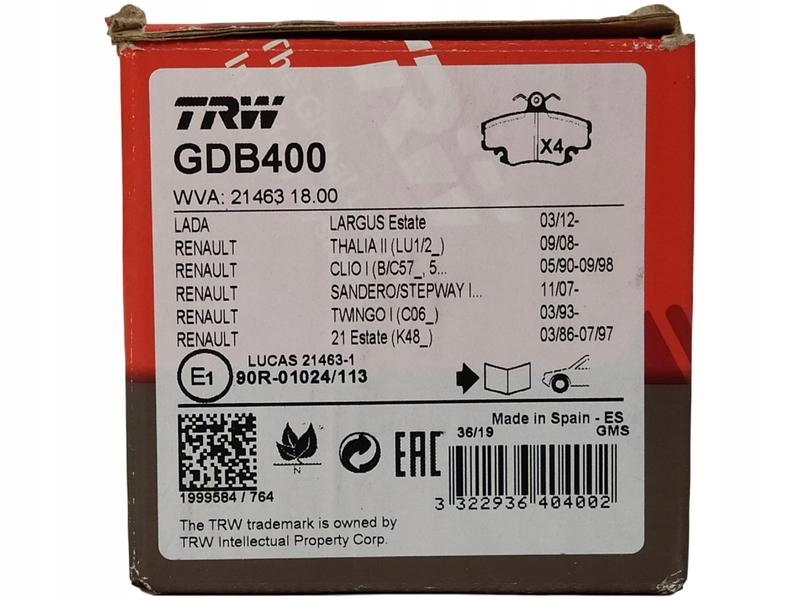 TRW
GDB400
X4
WVA: 21463 18.00
LADA LARGUS Estate 03/12-
RENAULT THALIA II (LU1/2_) 09/08-
RENAULT CLIO I (B/C57_, 5... 05/90-09/98
RENAULT SANDERO/STEPWAY I... 11/07-
RENAULT TWINGO I (C06_) 03/93-
RENAULT 21 Estate (K48_) 03/86-07/97
LUCAS 21463-1
E1 90R-01024/113
Made in Spain - ES
36/19 GMS
N
EAC
1999584 / 764
3 322936 404002
The TRW trademark is owned by
TRW Intellectual Property Corp.